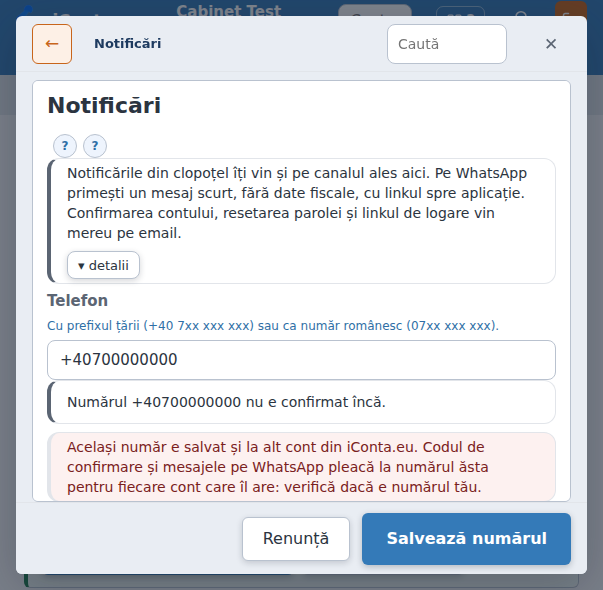 Cabinet Test
←
Notificări
Caută
✕
Notificări
? ?
Notificările din clopoțel îți vin și pe canalul ales aici. Pe WhatsApp
primești un mesaj scurt, fără date fiscale, cu linkul spre aplicație.
Confirmarea contului, resetarea parolei și linkul de logare vin
mereu pe email.
▾ detalii
Telefon
Cu prefixul țării (+40 7xx xxx xxx) sau ca număr românesc (07xx xxx xxx).
+40700000000
Numărul +40700000000 nu e confirmat încă.
Același număr e salvat și la alt cont din iConta.eu. Codul de
confirmare și mesajele pe WhatsApp pleacă la numărul ăsta
pentru fiecare cont care îl are: verifică dacă e numărul tău.
Renunță
Salvează numărul